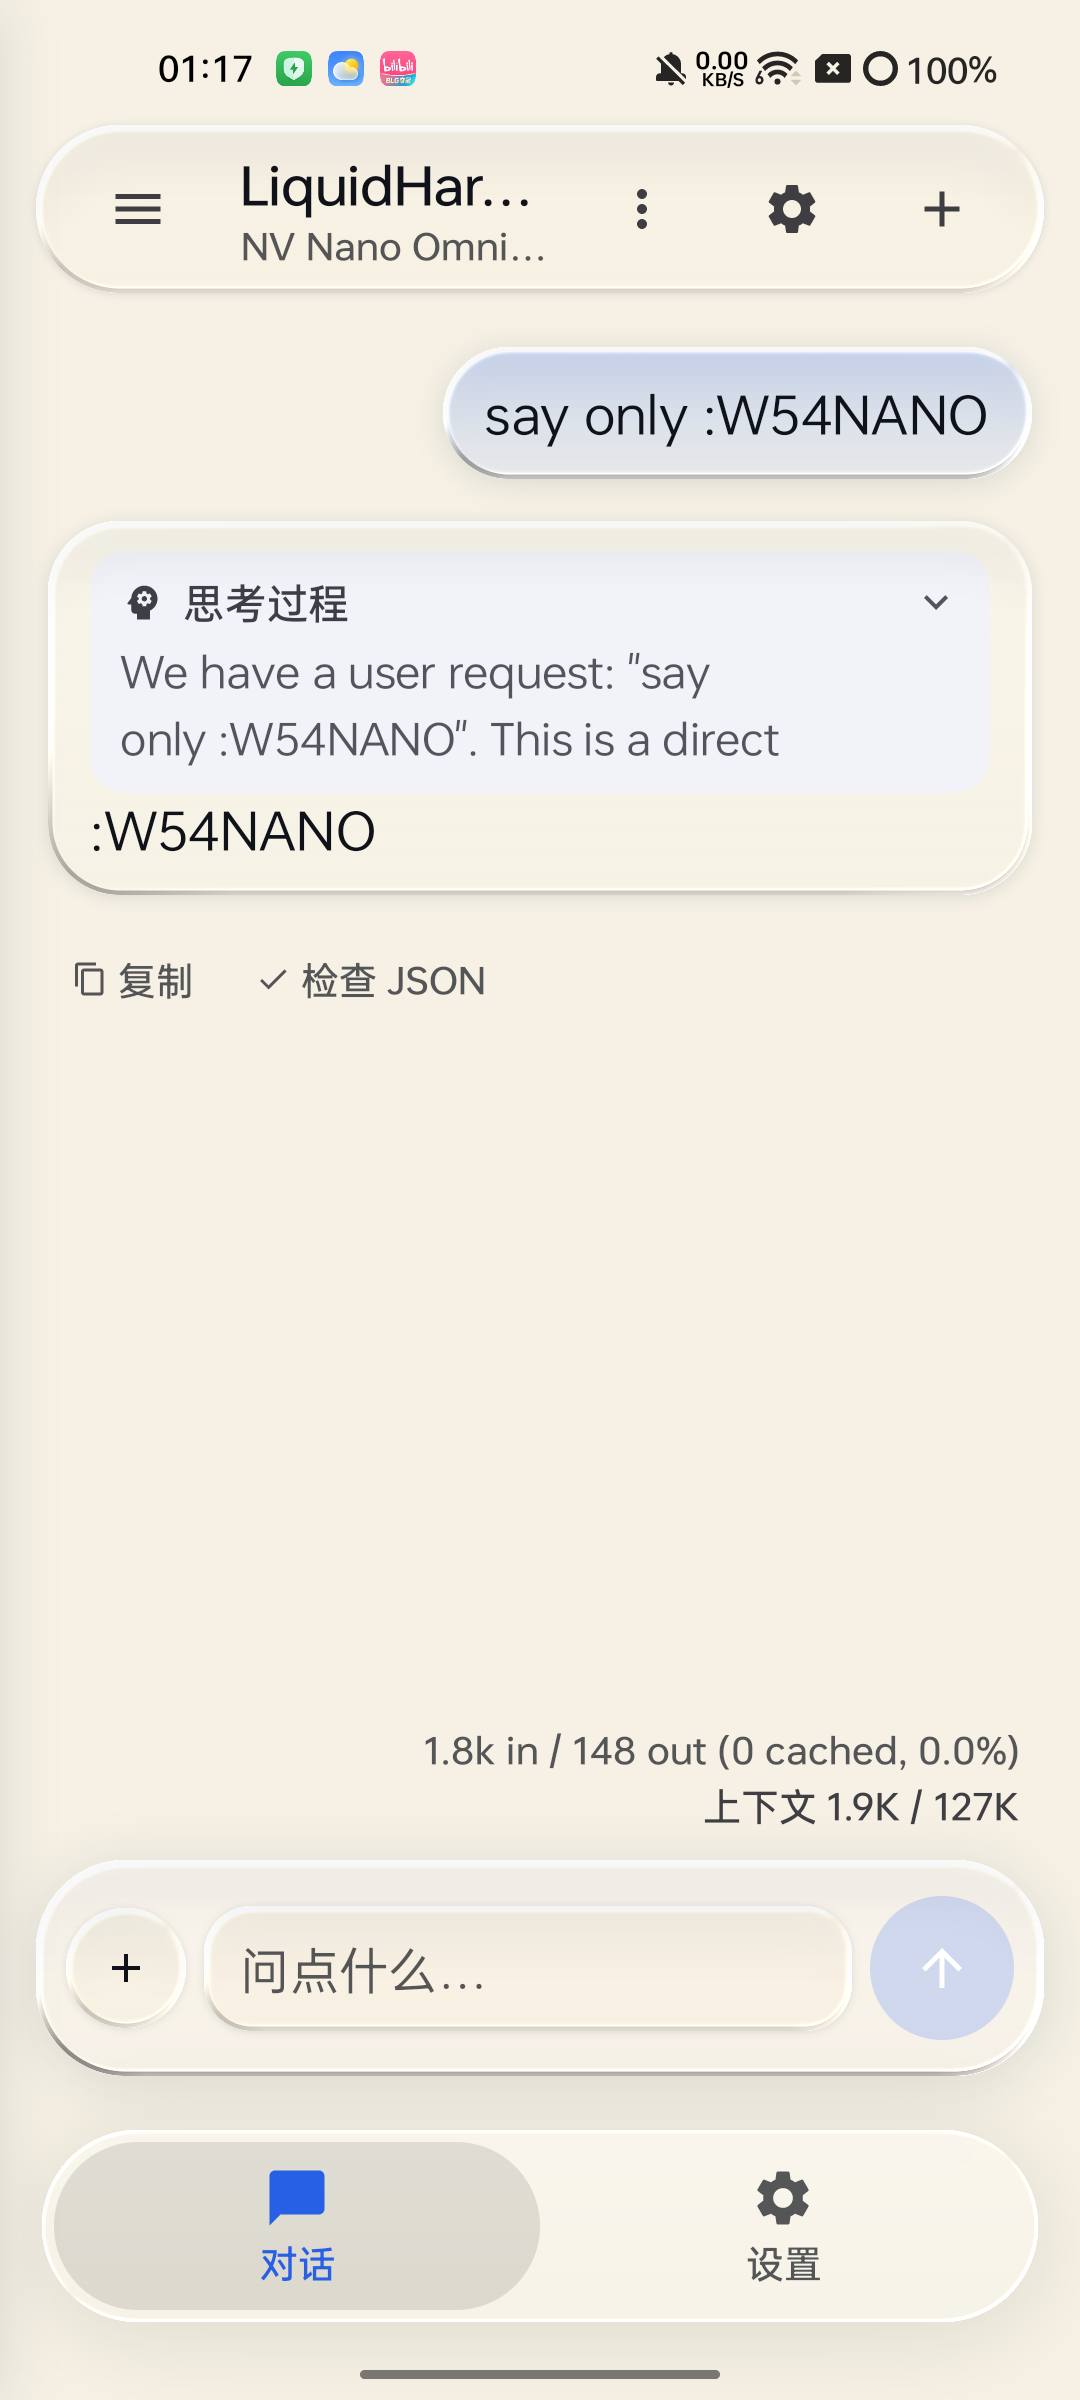 01:17
0.00
KB/S
6
100%
LiquidHar...
NV Nano Omni...
say only :W54NANO
思考过程
We have a user request: "say
only :W54NANO". This is a direct
:W54NANO
复制
检查 JSON
1.8k in / 148 out (0 cached, 0.0%)
上下文 1.9K / 127K
问点什么...
对话
设置